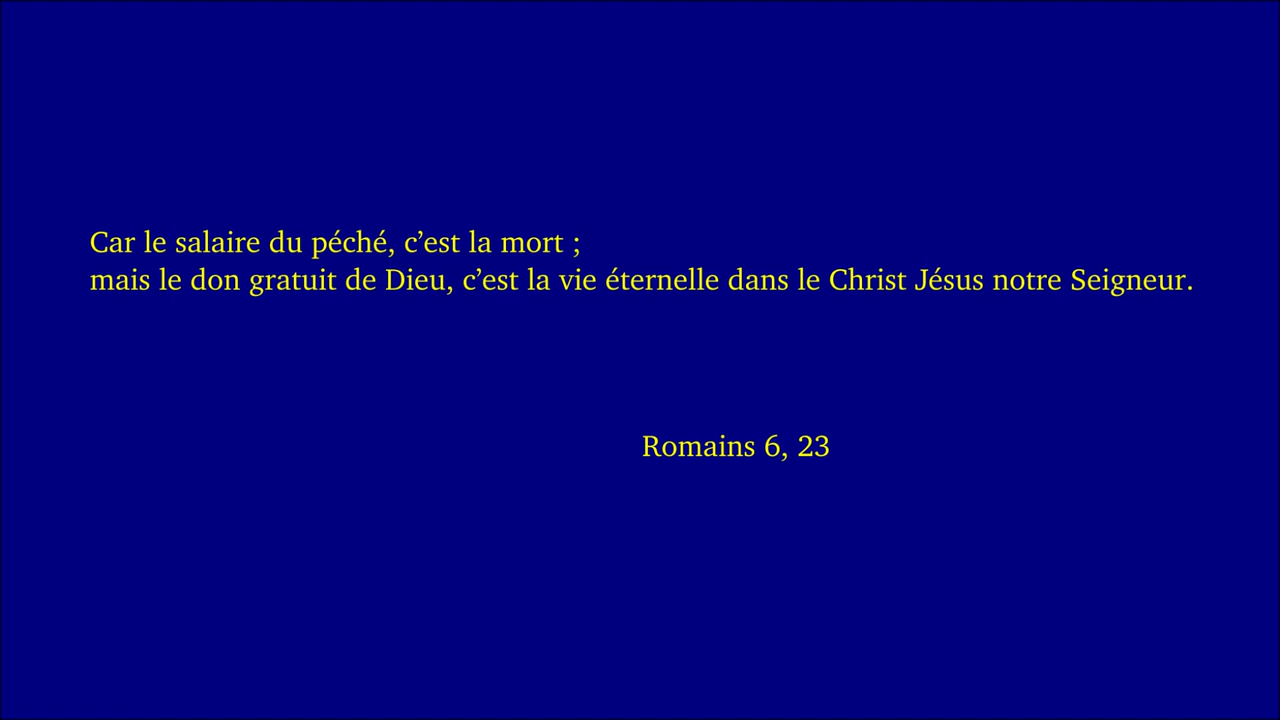 Car le salaire du péché, c’est la mort ;
mais le don gratuit de Dieu, c’est la vie éternelle dans le Christ Jésus notre Seigneur.
Romains 6, 23